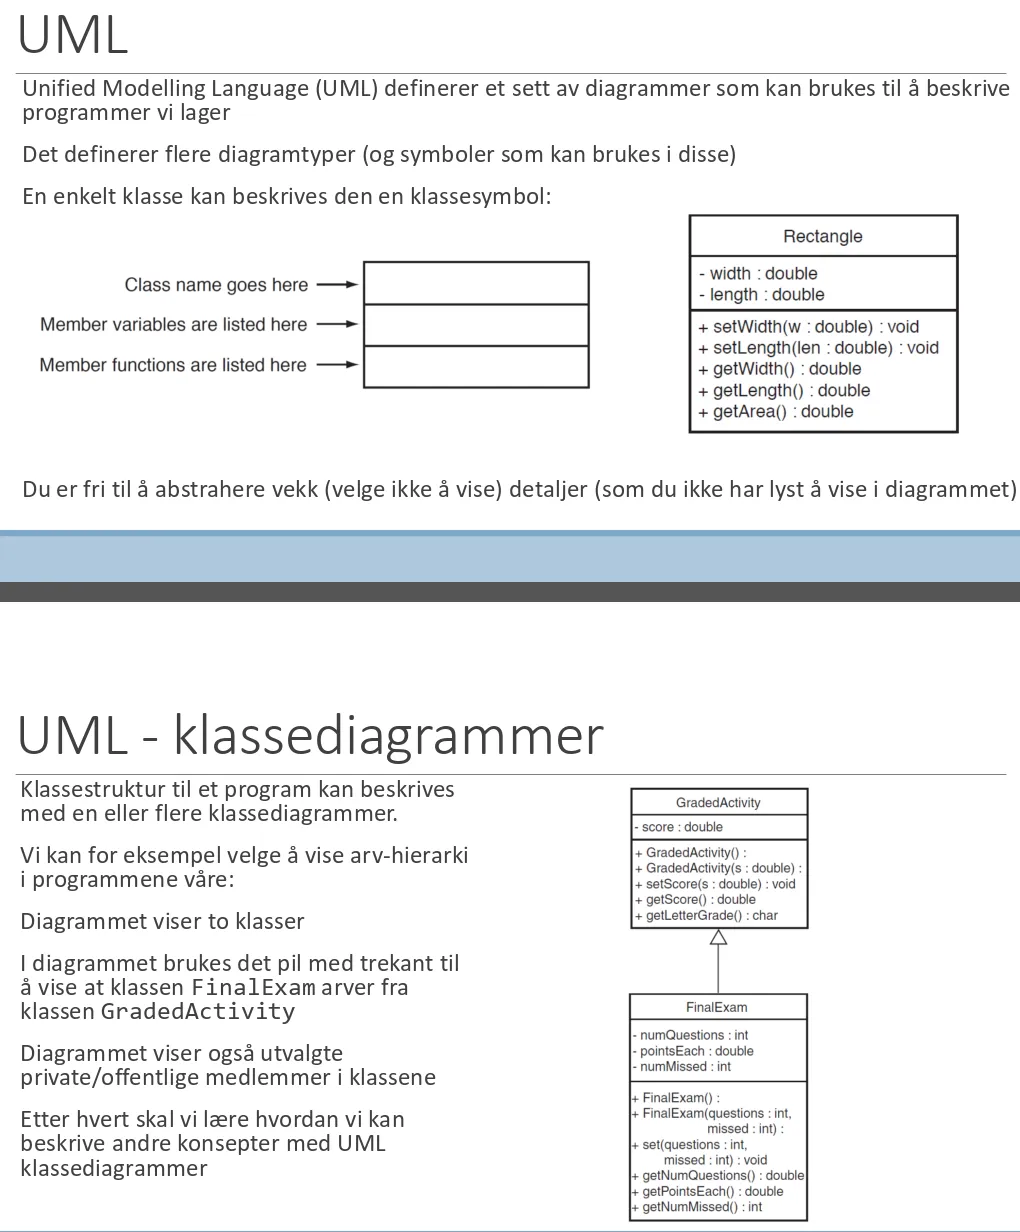 UML
Unified Modelling Language (UML) definerer et sett av diagrammer som kan brukes til å beskrive
programmer vi lager
Det definerer flere diagramtyper (og symboler som kan brukes i disse)
En enkelt klasse kan beskrives den en klassesymbol:
Class name goes here
Member variables are listed here
Member functions are listed here
Rectangle
- width : double
- length : double
+ setWidth(w : double) : void
+ setLength(len : double) : void
+ getWidth() : double
+ getLength() : double
+ getArea() : double
Du er fri til å abstrahere vekk (velge ikke å vise) detaljer (som du ikke har lyst å vise i diagrammet)
UML - klassediagrammer
Klassestruktur til et program kan beskrives
med en eller flere klassediagrammer.
Vi kan for eksempel velge å vise arv-hierarki
i programmene våre:
Diagrammet viser to klasser
I diagrammet brukes det pil med trekant til
å vise at klassen FinalExam arver fra
klassen GradedActivity
Diagrammet viser også utvalgte
private/offentlige medlemmer i klassene
Etter hvert skal vi lære hvordan vi kan
beskrive andre konsepter med UML
klassediagrammer
GradedActivity
- score : double
+ GradedActivity() :
+ GradedActivity(s : double) :
+ setScore(s : double) : void
+ getScore() : double
+ getLetterGrade() : char
FinalExam
- numQuestions : int
- pointsEach : double
- numMissed : int
+ FinalExam() :
+ FinalExam(questions : int,
missed : int) :
+ set(questions : int,
missed : int) : void
+ getNumQuestions() : double
+ getPointsEach() : double
+ getNumMissed() : int